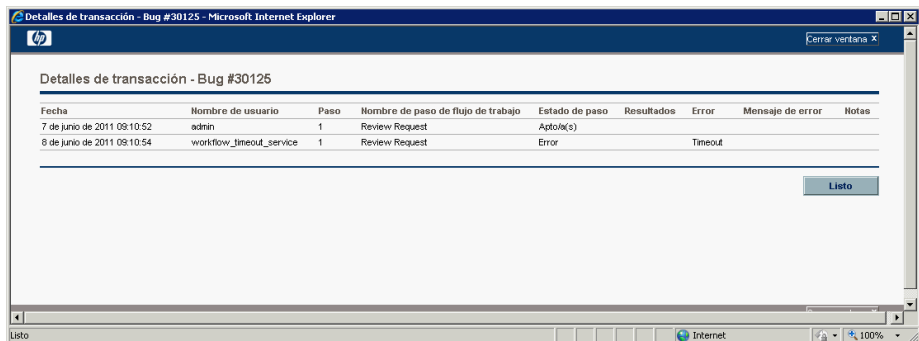 Detalles de transacción - Bug #30125 - Microsoft Internet Explorer
hp
Cerrar ventana X
Detalles de transacción - Bug #30125
Fecha Nombre de usuario Paso Nombre de paso de flujo de trabajo Estado de paso Resultados Error Mensaje de error Notas
7 de junio de 2011 09:10:52 admin 1 Review Request Apto/a(s)
8 de junio de 2011 09:10:54 workflow_timeout_service 1 Review Request Error Timeout
Listo
Listo Internet 100%